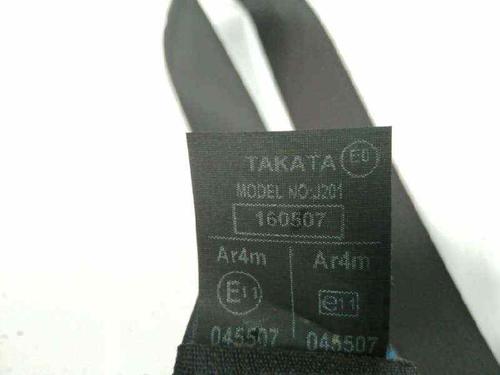 TAKATA E0
MODEL NO:J201
160507
Ar4m Ar4m
E11 e11
045507 045507